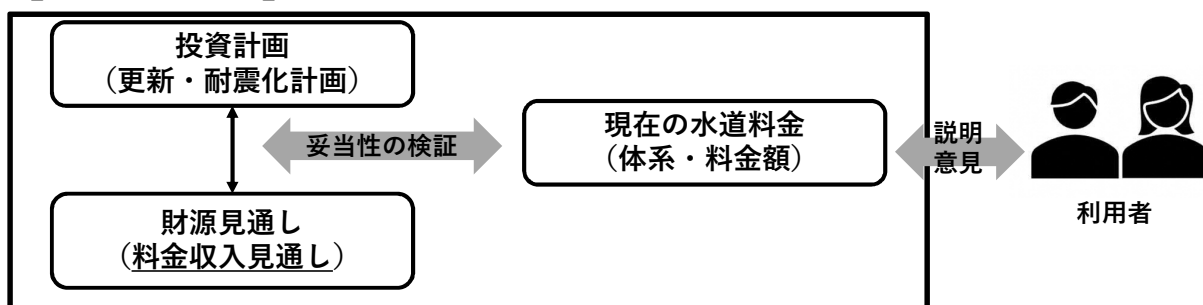 投資計画
（更新・耐震化計画）
妥当性の検証
財源見通し
（料金収入見通し）
現在の水道料金
（体系・料金額）
説明
意見
利用者